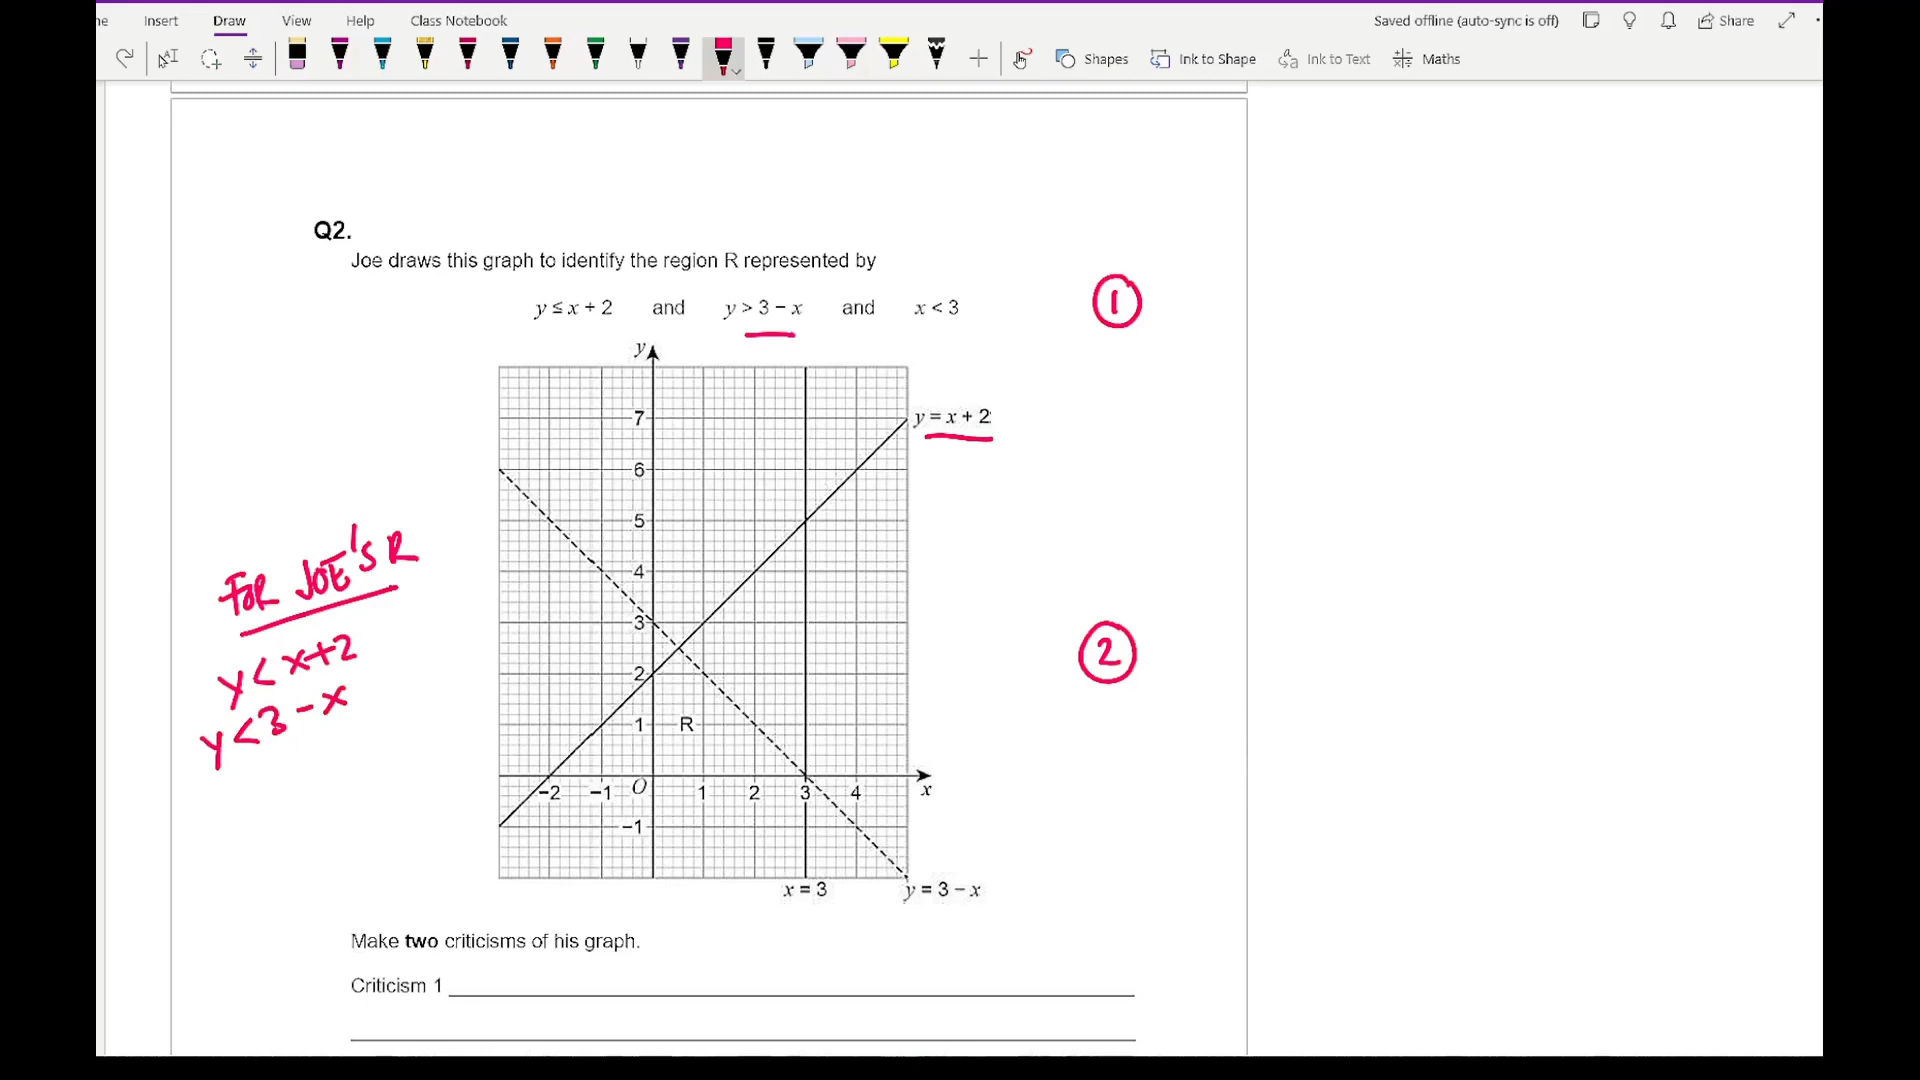 ne Insert Draw View Help Class Notebook Saved offline (auto-sync is off) Share
Shapes Ink to Shape Ink to Text Maths
Q2.
Joe draws this graph to identify the region R represented by
y ≤ x + 2 and y > 3 − x and x < 3
1
y
7
y = x + 2
6
5
FOR JOE'S R
4
3
y < x+2
2
2
y < 3 - x
1 R
−2 −1 O 1 2 3 4 x
−1
x = 3 y = 3 − x
Make two criticisms of his graph.
Criticism 1